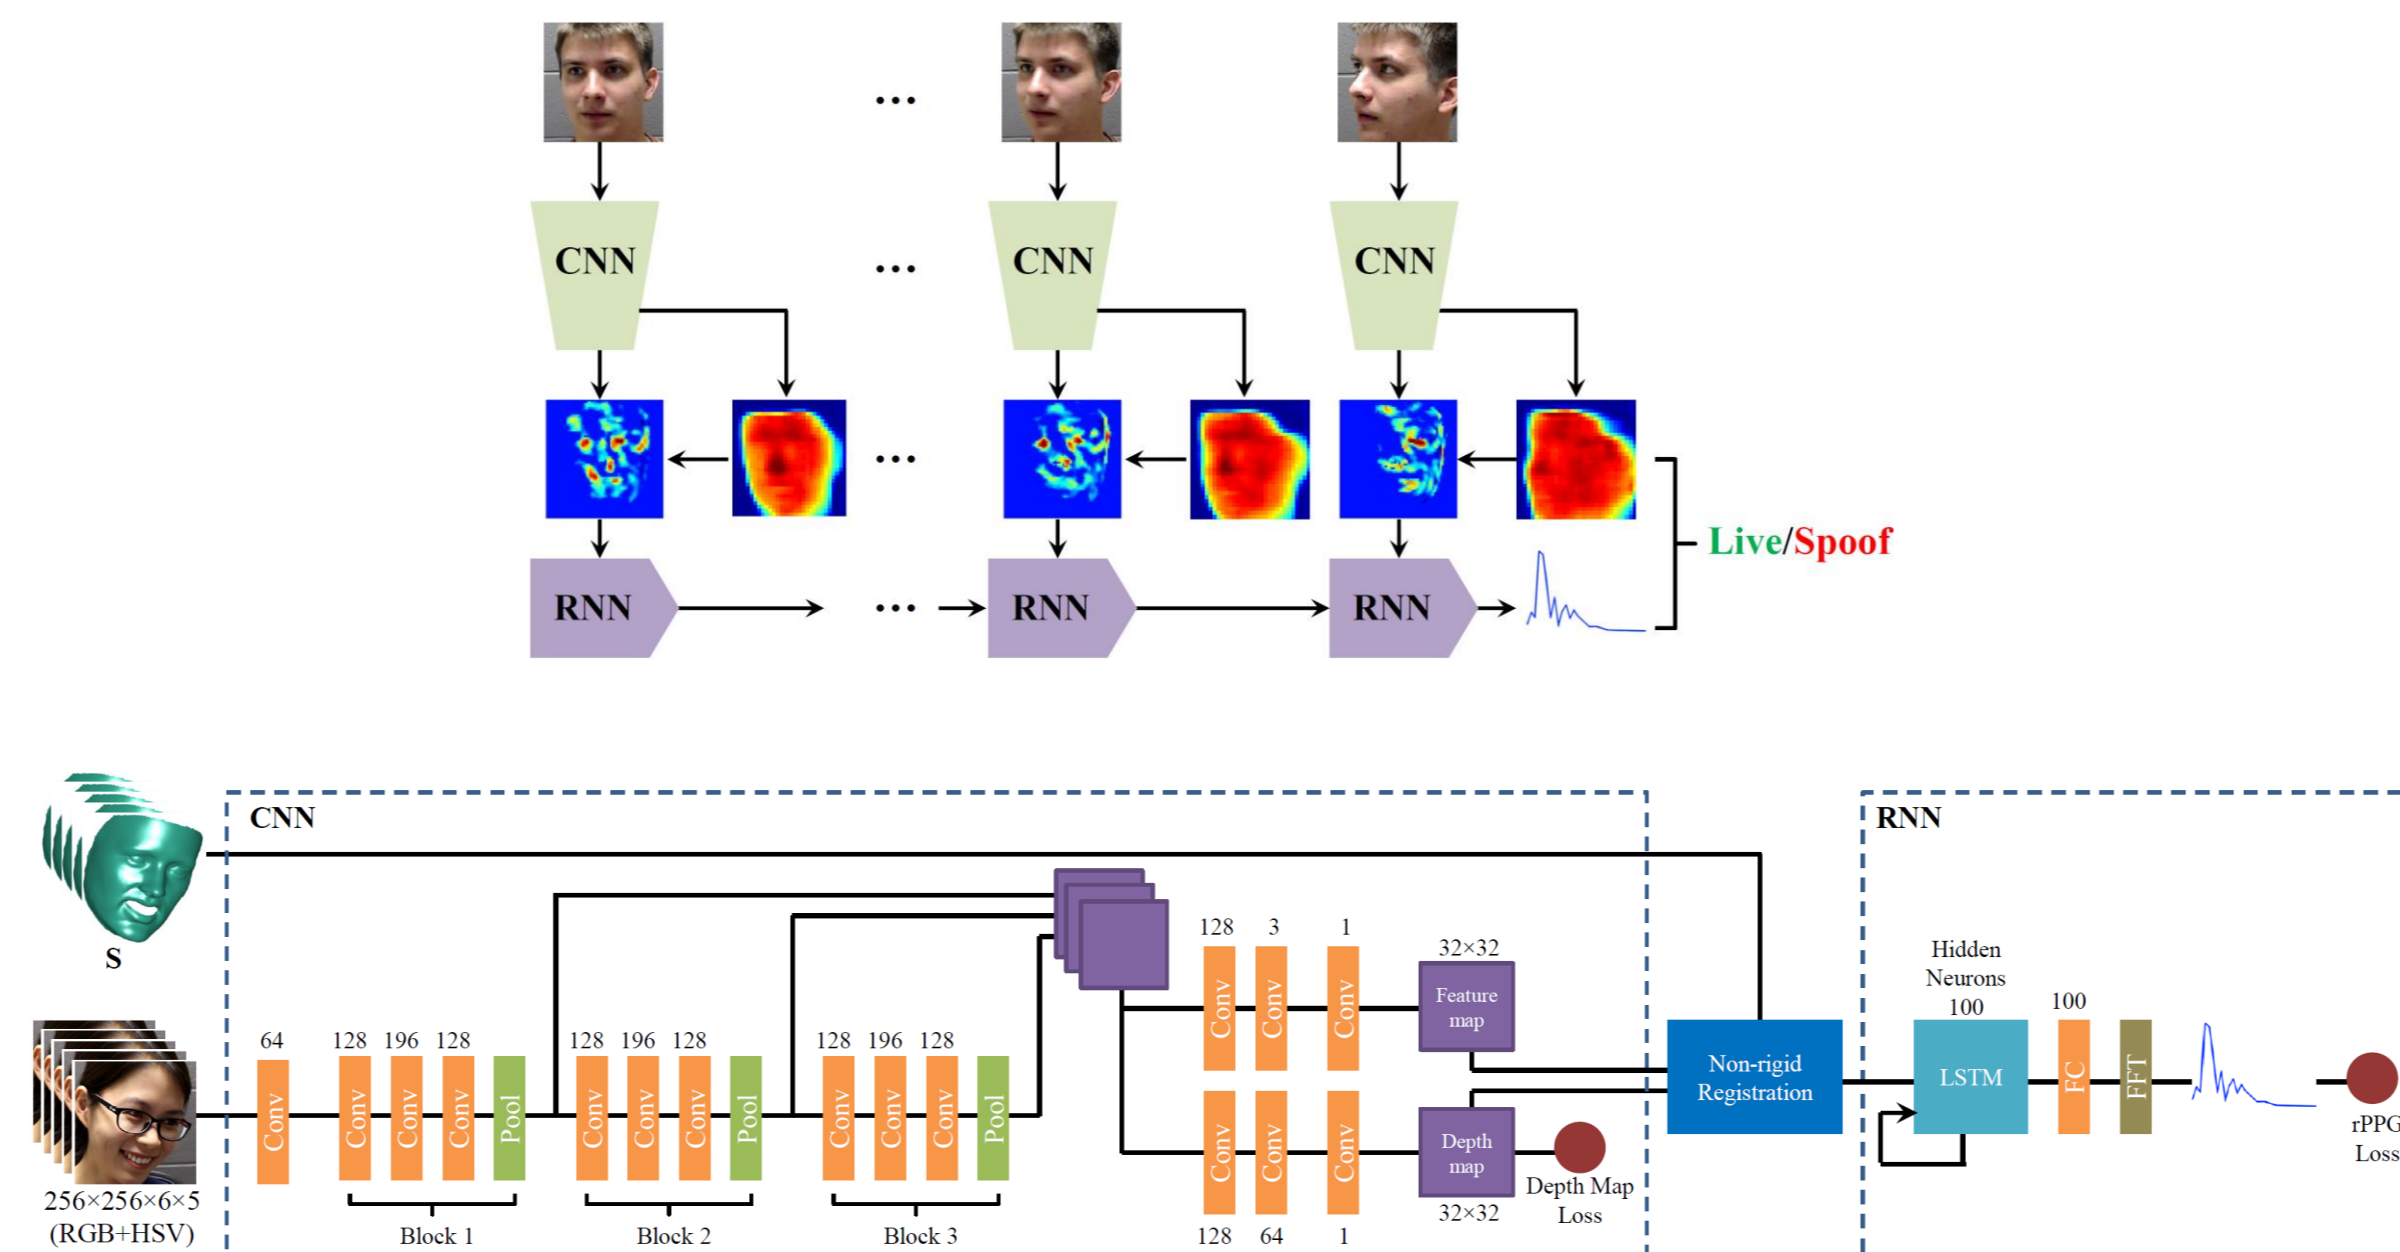 ...
CNN ... CNN CNN
...
Live/Spoof
RNN ... RNN RNN
CNN
RNN
S
128 3 1
32×32
Hidden
Neurons
100
100
Conv Conv Conv
Feature
map
64
128 196 128
128 196 128
128 196 128
Conv
Conv Conv Conv Pool
Conv Conv Conv Pool
Conv Conv Conv Pool
Conv Conv Conv
Depth
map
Non-rigid
Registration
LSTM
FC
FFT
rPPG
Loss
Depth Map
Loss
32×32
256×256×6×5
(RGB+HSV)
Block 1
Block 2
Block 3
128 64 1